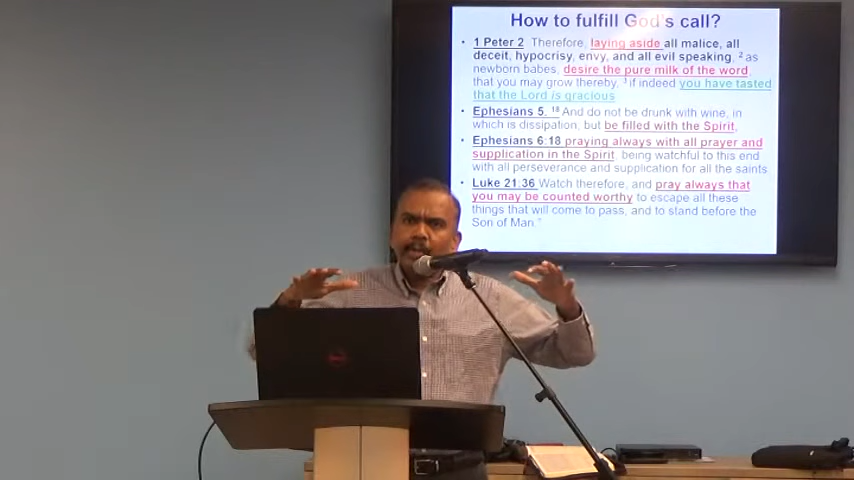 How to fulfill God's call?
• 1 Peter 2 Therefore, laying aside all malice, all
deceit, hypocrisy, envy, and all evil speaking, 2 as
newborn babes, desire the pure milk of the word,
that you may grow thereby, 3 if indeed you have tasted
that the Lord is gracious
• Ephesians 5, 18 And do not be drunk with wine, in
which is dissipation, but be filled with the Spirit,
• Ephesians 6:18 praying always with all prayer and
supplication in the Spirit, being watchful to this end
with all perseverance and supplication for all the saints
• Luke 21:36 Watch therefore, and pray always that
you may be counted worthy to escape all these
things that will come to pass, and to stand before the
Son of Man."